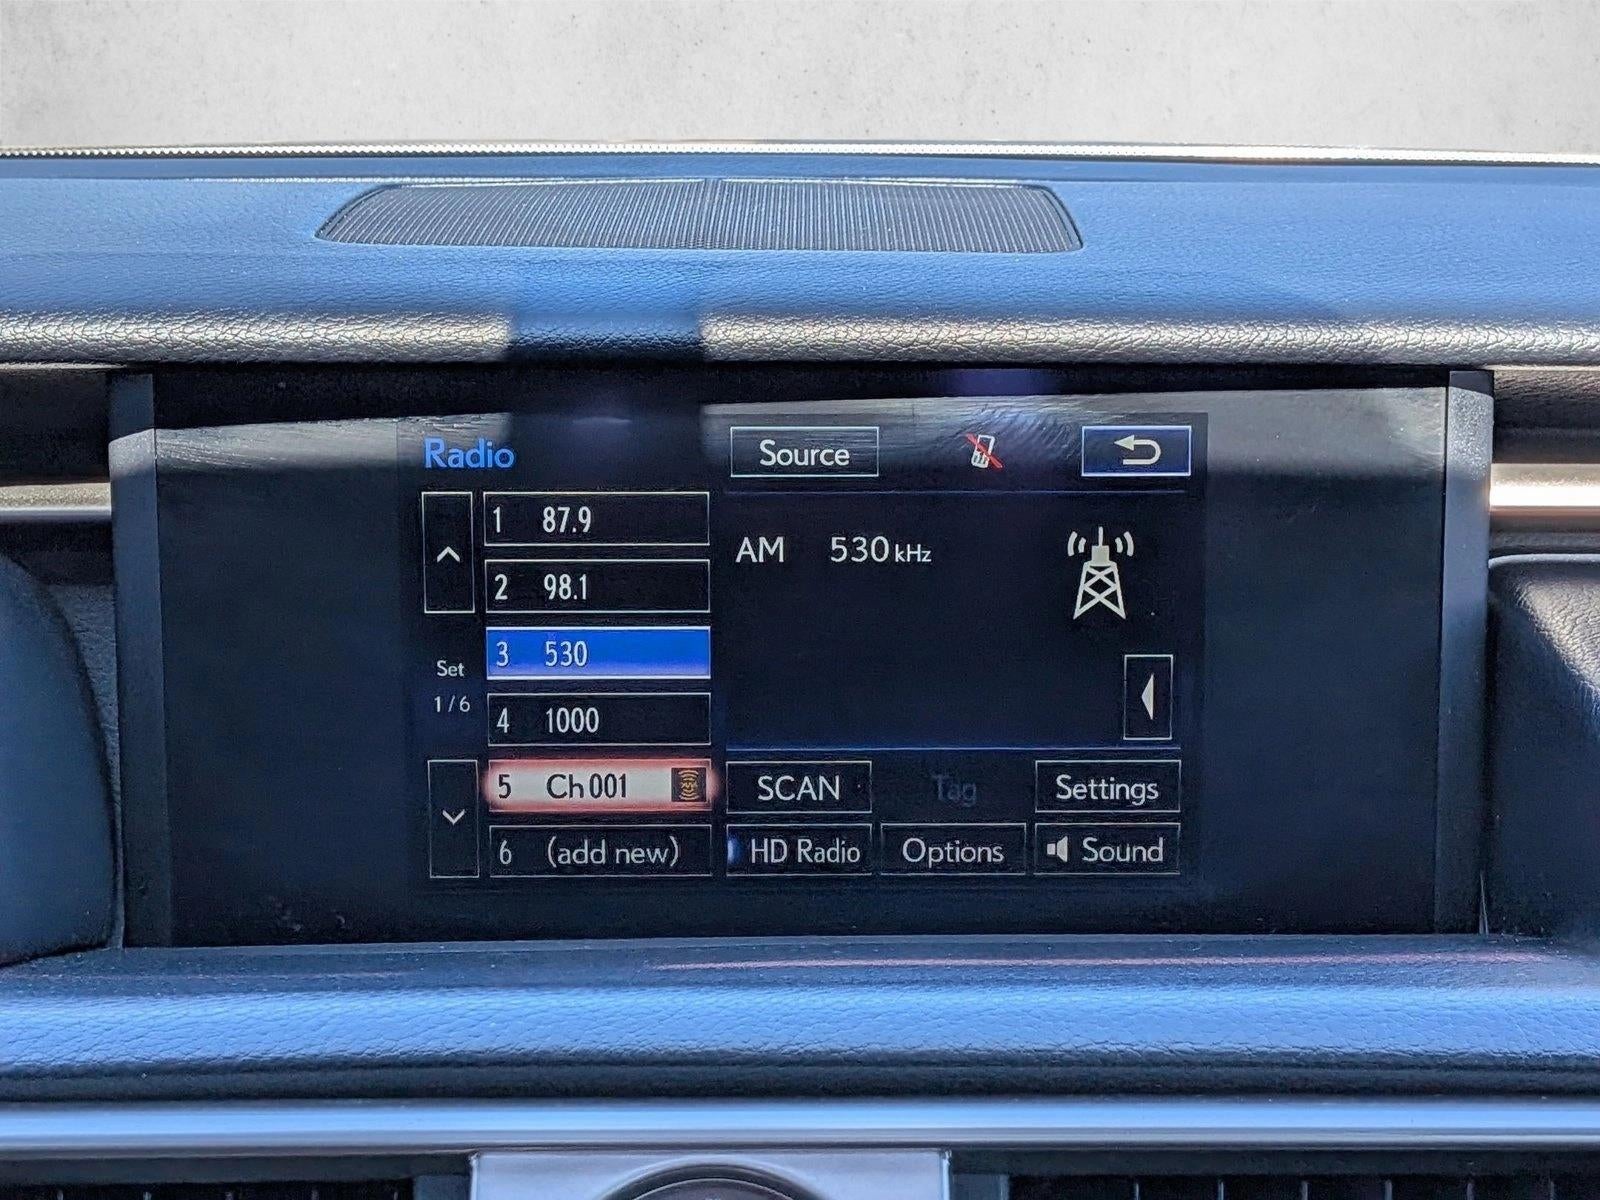 Radio
Source
1 87.9
2 98.1
3 530
4 1000
5 Ch 001
6 (add new)
Set
1/6
AM 530 kHz
SCAN
Tag
Settings
HD Radio
Options
Sound